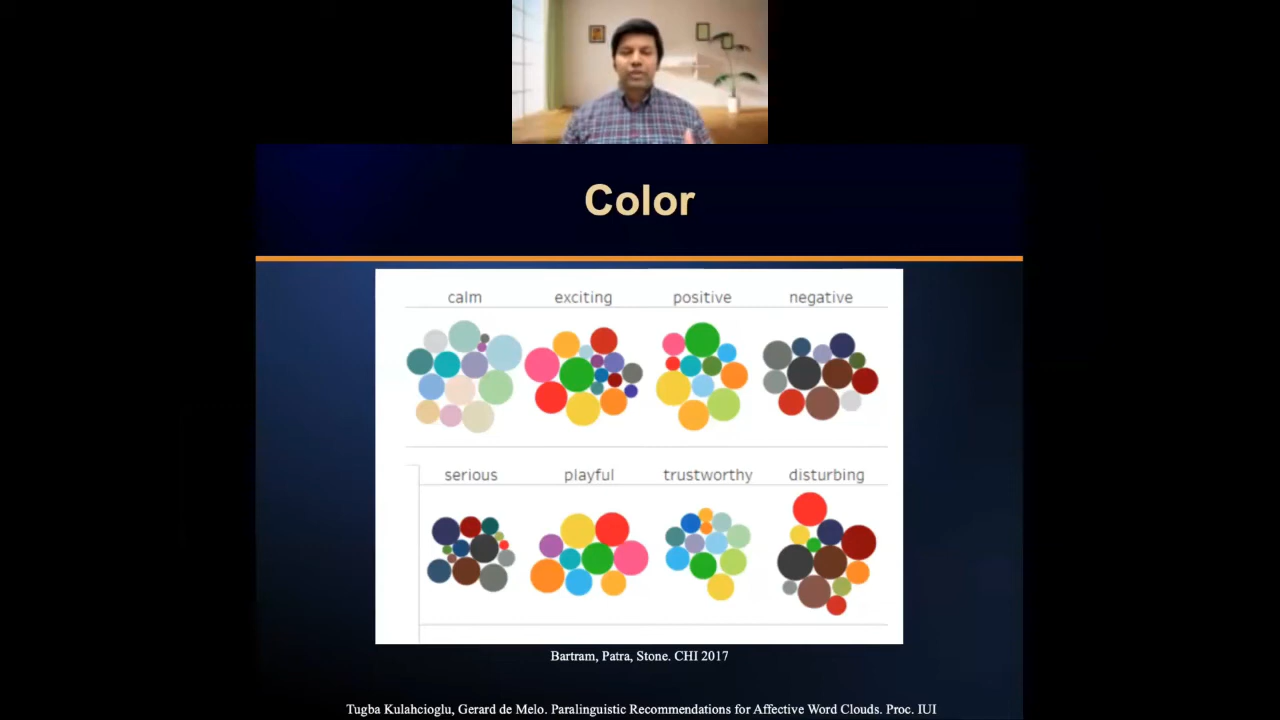 Color
calm exciting positive negative
serious playful trustworthy disturbing
Bartram, Patra, Stone. CHI 2017
Tugba Kulahcioglu, Gerard de Melo. Paralinguistic Recommendations for Affective Word Clouds. Proc. IUI